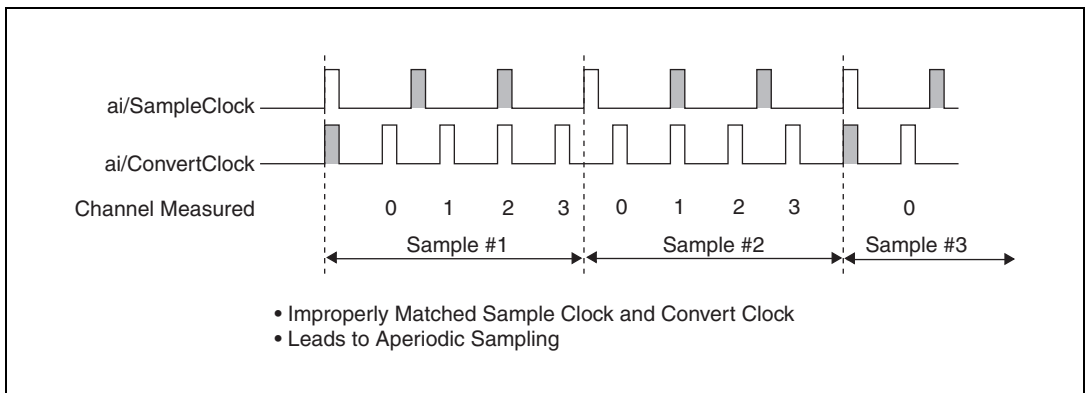 ai/SampleClock
ai/ConvertClock
Channel Measured 0 1 2 3 0 1 2 3 0
Sample #1 Sample #2 Sample #3
• Improperly Matched Sample Clock and Convert Clock
• Leads to Aperiodic Sampling